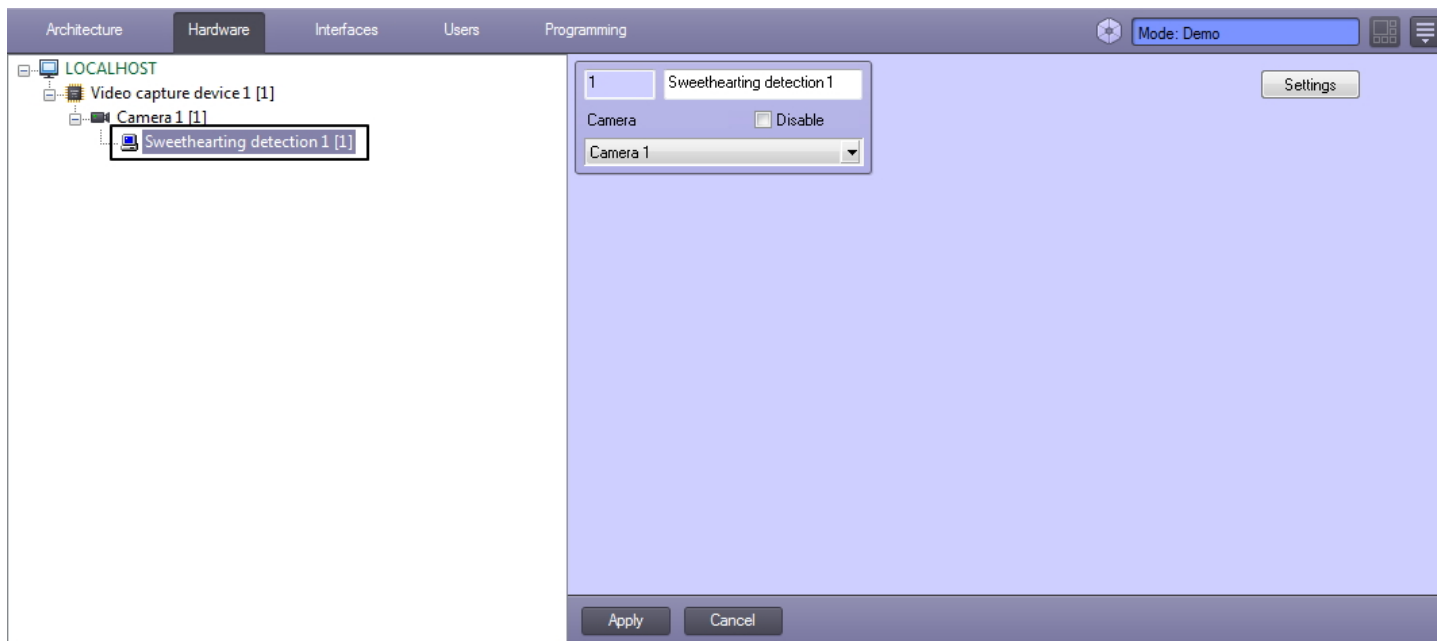 Architecture Hardware Interfaces Users Programming Mode: Demo
LOCALHOST
Video capture device 1 [1]
Camera 1 [1]
Sweethearting detection 1 [1]
1 Sweethearting detection 1
Camera Disable
Camera 1
Settings
Apply Cancel